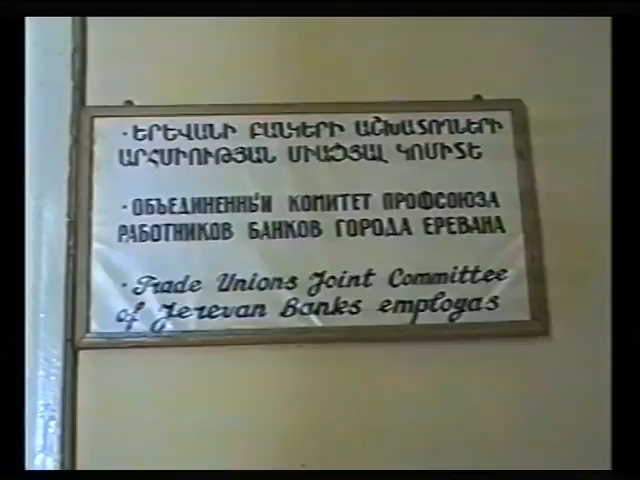 · ԵՐԵՎԱՆԻ ԲԱՆԿԵՐԻ ԱՇԽԱՏՈՂՆԵՐԻ
ԱՐՀՄԻՈՒԹՅԱՆ ՄԻԱՑՅԱԼ ԿՈՄԻՏԵ
· ОБЪЕДИНЕННЫЙ КОМИТЕТ ПРОФСОЮЗА
РАБОТНИКОВ БАНКОВ ГОРОДА ЕРЕВАНА
· Trade Unions Joint Committee
of Jerevan Banks employas